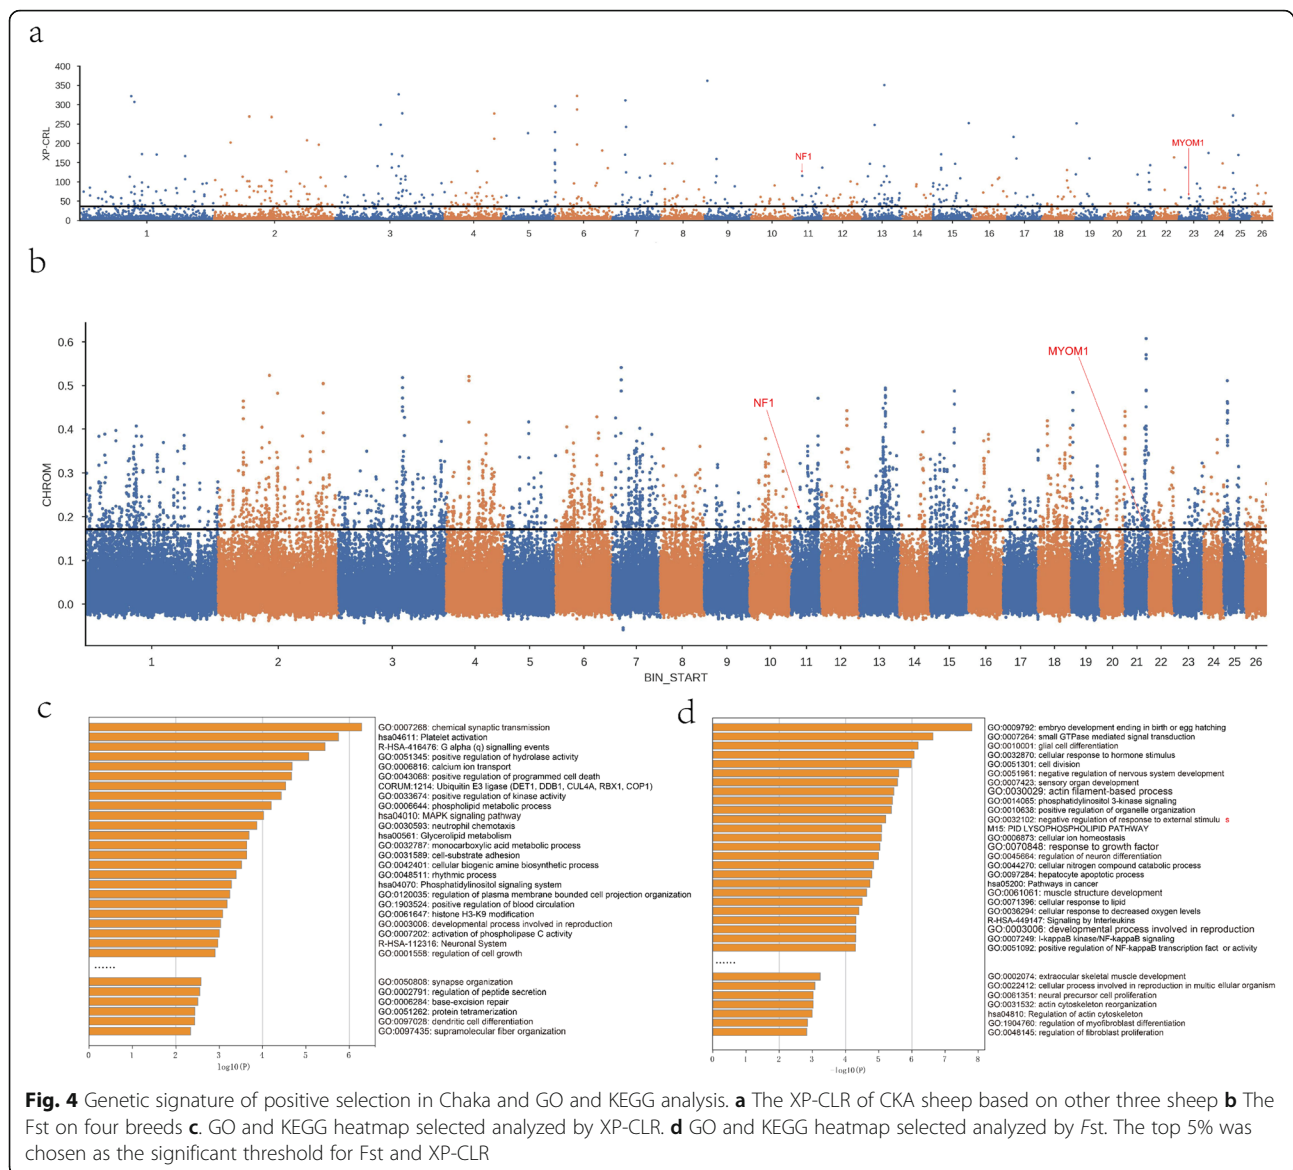 a
400
350
300
250
200
150
100
50
0
XP-CRL
NF1
MYOM1
1 2 3 4 5 6 7 8 9 10 11 12 13 14 15 16 17 18 19 20 21 22 23 24 25 26
b
0.6
0.5
0.4
0.3
0.2
0.1
0.0
CHROM
MYOM1
NF1
1 2 3 4 5 6 7 8 9 10 11 12 13 14 15 16 17 18 19 20 21 22 23 24 25 26
BIN_START
c
GO:0007268: chemical synaptic transmission
hsa04611: Platelet activation
R-HSA-416476: G alpha (q) signalling events
GO:0051345: positive regulation of hydrolase activity
GO:0006816: calcium ion transport
GO:0043068: positive regulation of programmed cell death
CORUM:1214: Ubiquitin E3 ligase (DET1, DDB1, CUL4A, RBX1, COP1)
GO:0033674: positive regulation of kinase activity
GO:0006644: phospholipid metabolic process
hsa04010: MAPK signaling pathway
GO:0030593: neutrophil chemotaxis
hsa00561: Glycerolipid metabolism
GO:0032787: monocarboxylic acid metabolic process
GO:0031589: cell-substrate adhesion
GO:0042401: cellular biogenic amine biosynthetic process
GO:0048511: rhythmic process
hsa04070: Phosphatidylinositol signaling system
GO:0120035: regulation of plasma membrane bounded cell projection organization
GO:1903524: positive regulation of blood circulation
GO:0061647: histone H3-K9 modification
GO:0003006: developmental process involved in reproduction
GO:0007202: activation of phospholipase C activity
R-HSA-112316: Neuronal System
GO:0001558: regulation of cell growth
......
GO:0050808: synapse organization
GO:0002791: regulation of peptide secretion
GO:0006284: base-excision repair
GO:0051262: protein tetramerization
GO:0097028: dendritic cell differentiation
GO:0097435: supramolecular fiber organization
0 1 2 3 4 5 6
log10(P)
d
GO:0009792: embryo development ending in birth or egg hatching
GO:0007264: small GTPase mediated signal transduction
GO:0010001: glial cell differentiation
GO:0032870: cellular response to hormone stimulus
GO:0051301: cell division
GO:0051961: negative regulation of nervous system development
GO:0007423: sensory organ development
GO:0030029: actin filament-based process
GO:0014065: phosphatidylinositol 3-kinase signaling
GO:0010638: positive regulation of organelle organization
GO:0032102: negative regulation of response to external stimulu s
M15: PID LYSOPHOSPHOLIPID PATHWAY
GO:0006873: cellular ion homeostasis
GO:0070848: response to growth factor
GO:0045664: regulation of neuron differentiation
GO:0044270: cellular nitrogen compound catabolic process
GO:0097284: hepatocyte apoptotic process
hsa05200: Pathways in cancer
GO:0061061: muscle structure development
GO:0071396: cellular response to lipid
GO:0036294: cellular response to decreased oxygen levels
R-HSA-449147: Signaling by Interleukins
GO:0003006: developmental process involved in reproduction
GO:0007249: I-kappaB kinase/NF-kappaB signaling
GO:0051092: positive regulation of NF-kappaB transcription fact or activity
......
GO:0002074: extraocular skeletal muscle development
GO:0022412: cellular process involved in reproduction in multic ellular organism
GO:0061351: neural precursor cell proliferation
GO:0031532: actin cytoskeleton reorganization
hsa04810: Regulation of actin cytoskeleton
GO:1904760: regulation of myofibroblast differentiation
GO:0048145: regulation of fibroblast proliferation
0 1 2 3 4 5 6 7 8
-log10(P)
Fig. 4 Genetic signature of positive selection in Chaka and GO and KEGG analysis. a The XP-CLR of CKA sheep based on other three sheep b The
Fst on four breeds c. GO and KEGG heatmap selected analyzed by XP-CLR. d GO and KEGG heatmap selected analyzed by Fst. The top 5% was
chosen as the significant threshold for Fst and XP-CLR